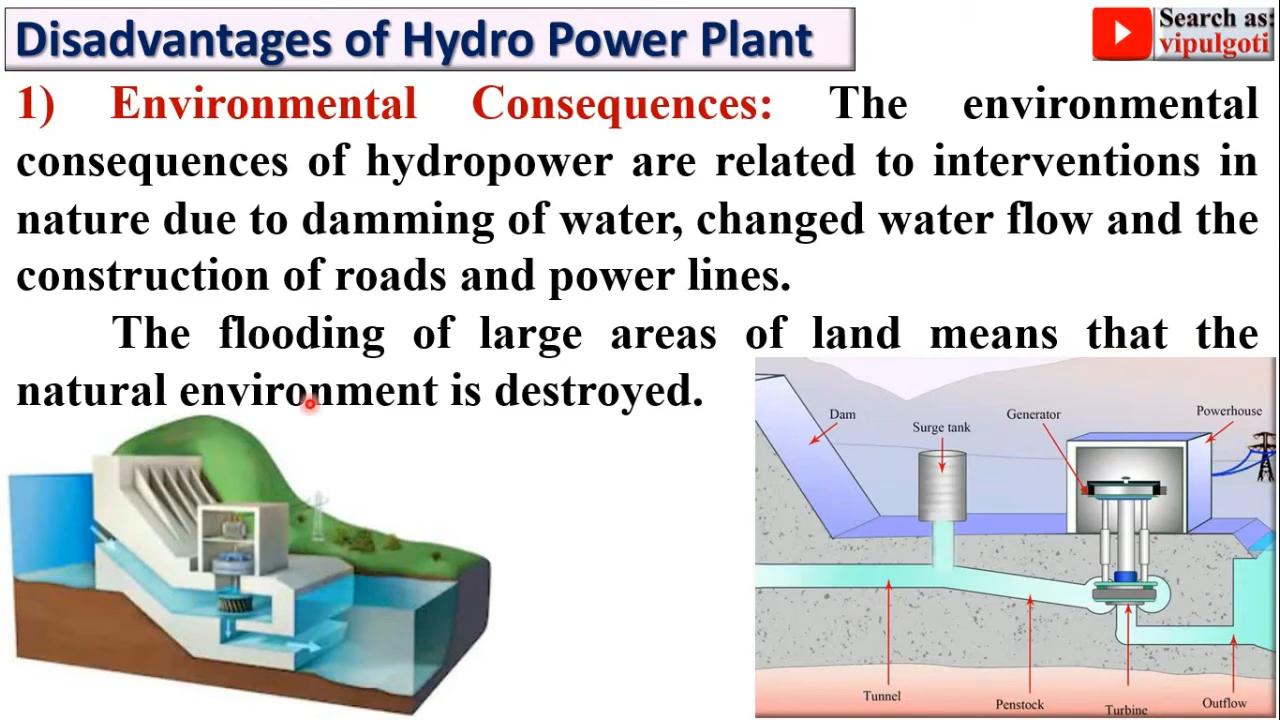 Disadvantages of Hydro Power Plant
Search as:
vipulgoti
1) Environmental Consequences: The environmental
consequences of hydropower are related to interventions in
nature due to damming of water, changed water flow and the
construction of roads and power lines.
The flooding of large areas of land means that the
natural environment is destroyed.
Dam
Surge tank
Generator
Powerhouse
Tunnel
Penstock
Turbine
Outflow